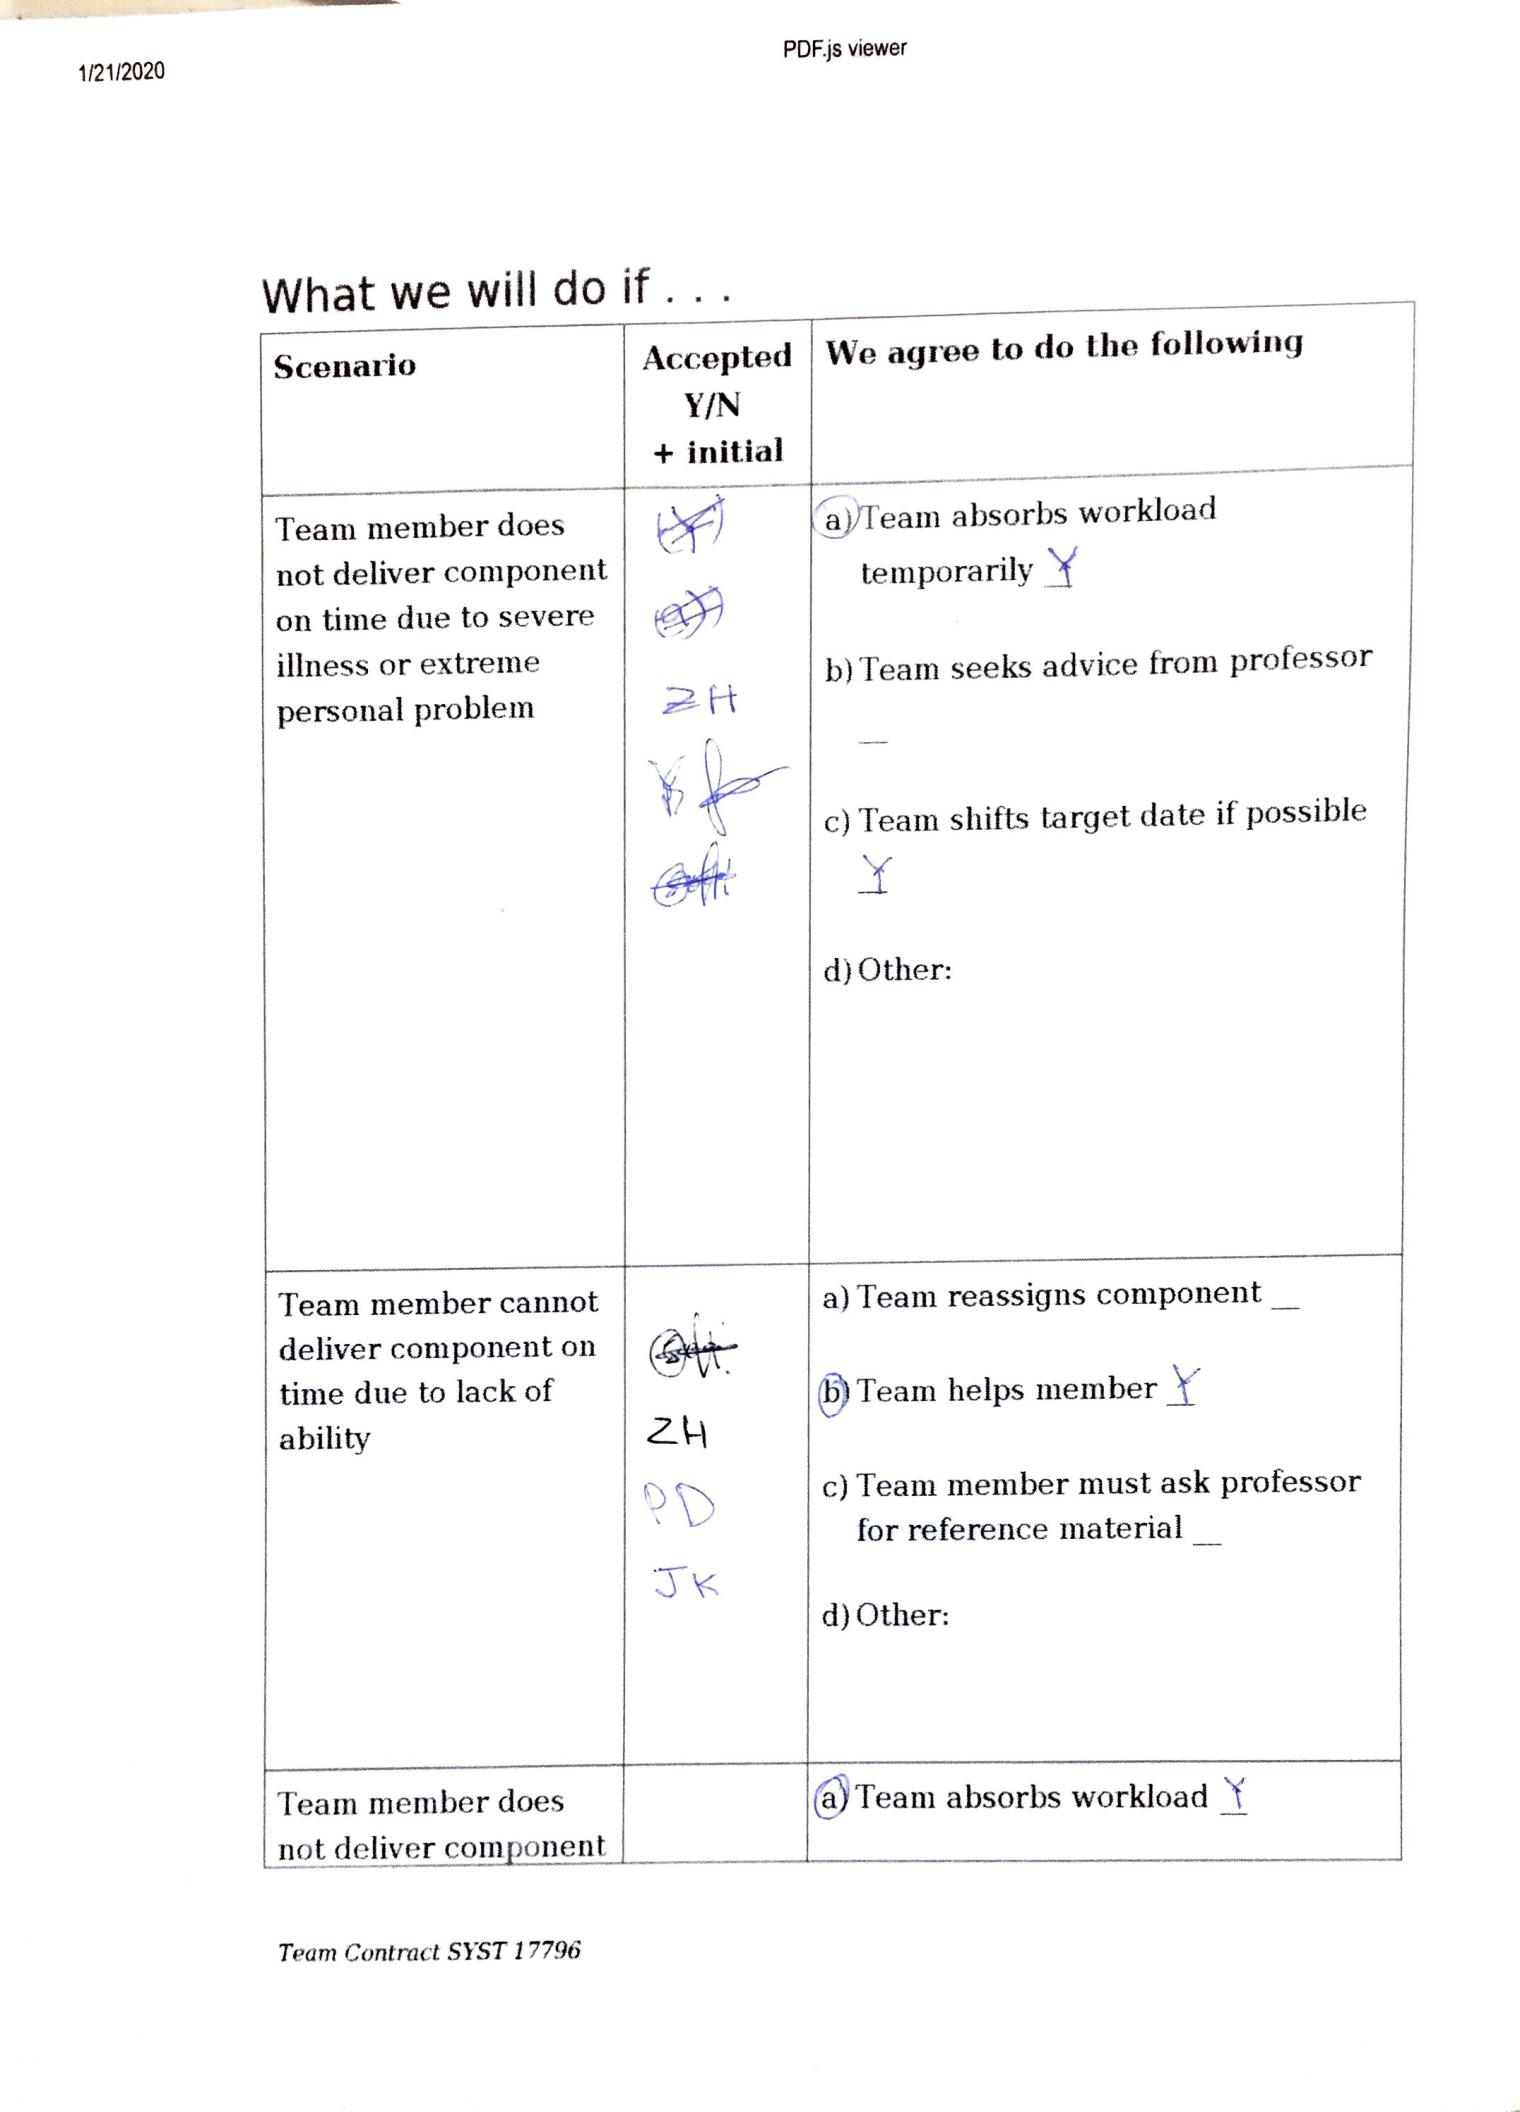 1/21/2020
PDF.js viewer
What we will do if . . .
Scenario
Accepted
Y/N
+ initial
We agree to do the following
Team member does
not deliver component
on time due to severe
illness or extreme
personal problem
ZH
Y
a) Team absorbs workload
temporarily Y
b) Team seeks advice from professor
__
c) Team shifts target date if possible
Y
d) Other:
Team member cannot
deliver component on
time due to lack of
ability
ZH
PD
JK
a) Team reassigns component __
b) Team helps member Y
c) Team member must ask professor
for reference material __
d) Other:
Team member does
not deliver component
a) Team absorbs workload Y
Team Contract SYST 17796